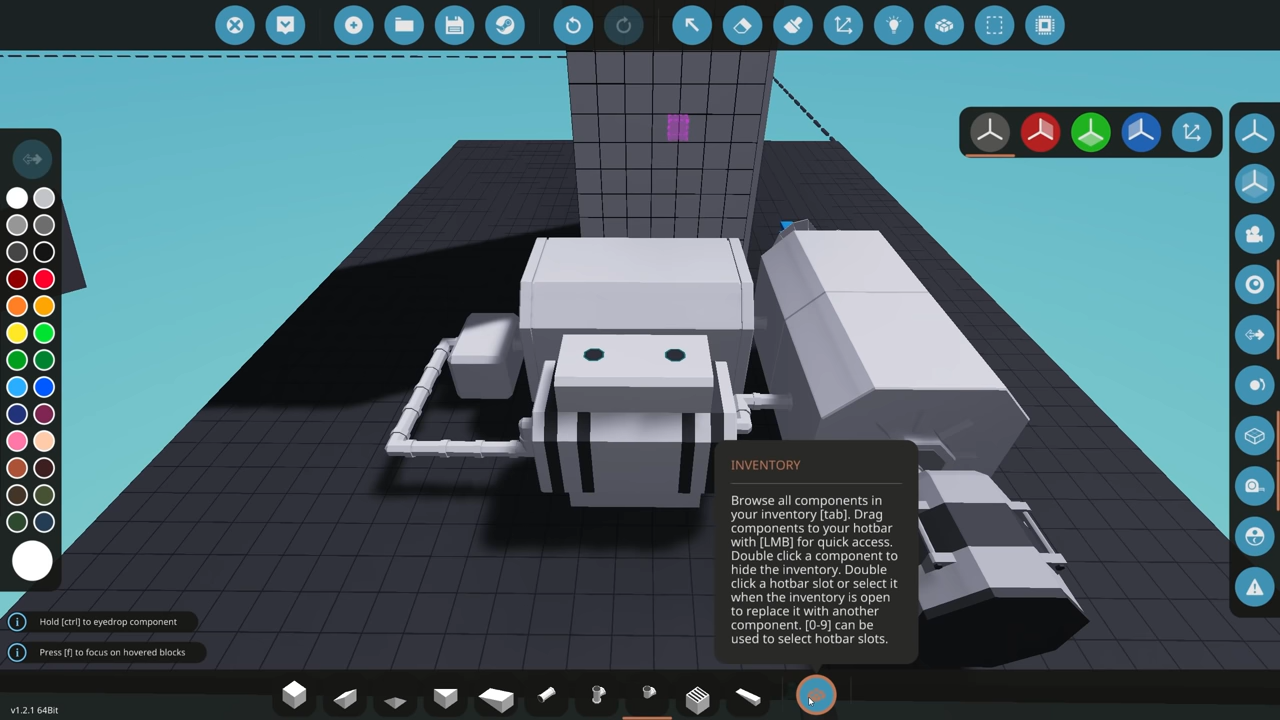 INVENTORY
Browse all components in
your inventory [tab]. Drag
components to your hotbar
with [LMB] for quick access.
Double click a component to
hide the inventory. Double
click a hotbar slot or select it
when the inventory is open
to replace it with another
component. [0-9] can be
used to select hotbar slots.
Hold [ctrl] to eyedrop component
Press [f] to focus on hovered blocks
v1.2.1 64Bit